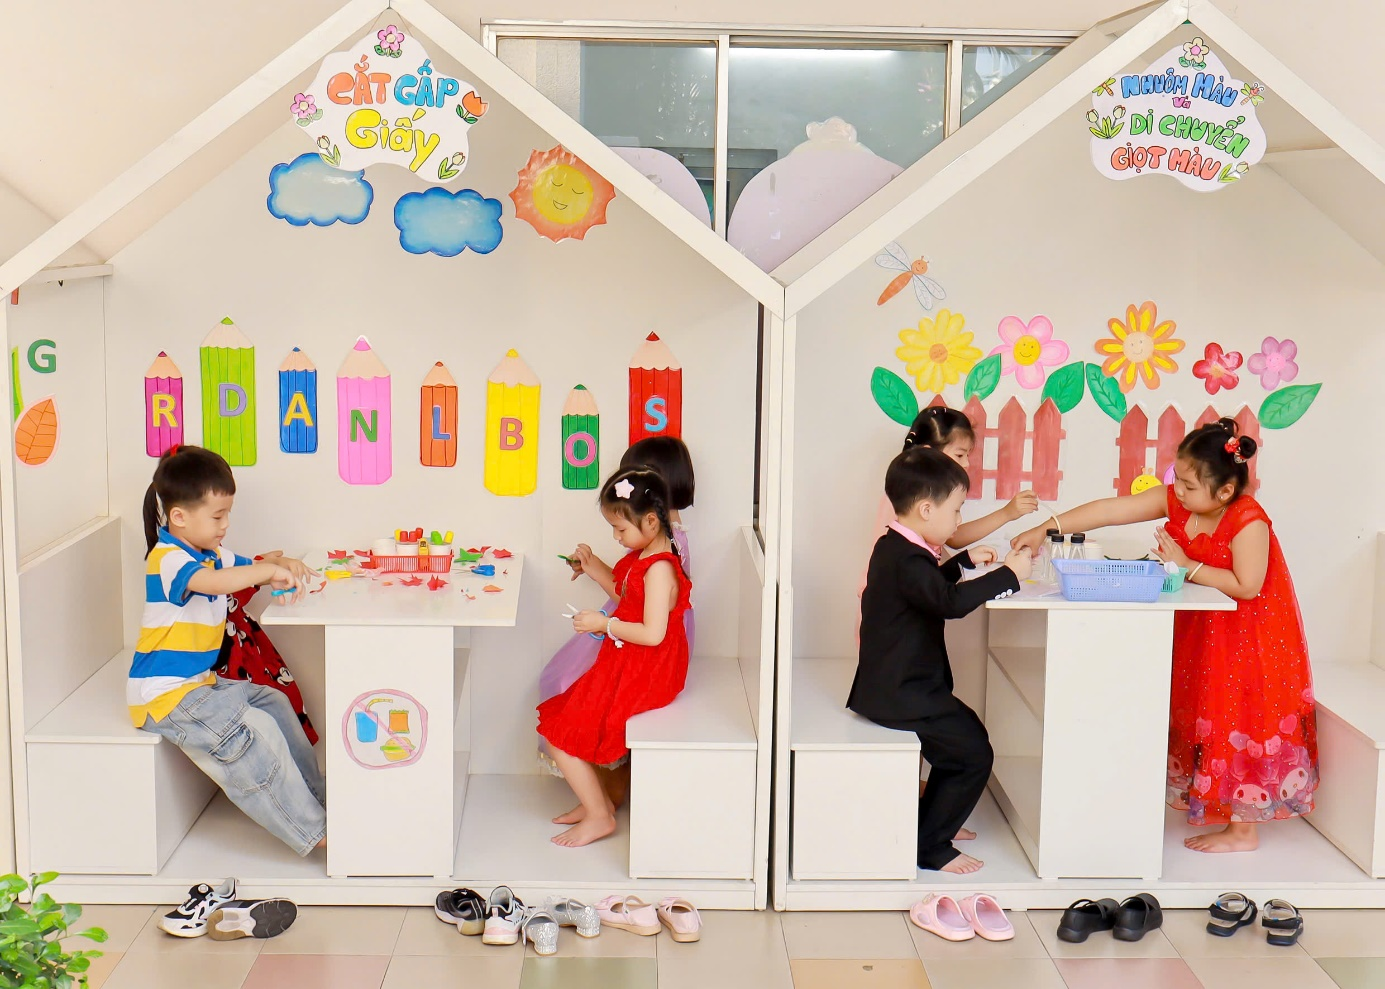 CẮT GẤP
Giấy
NHUỘM MÀU
Và
DI CHUYỂN
GIỌT MÀU
G
R D A N L B O S